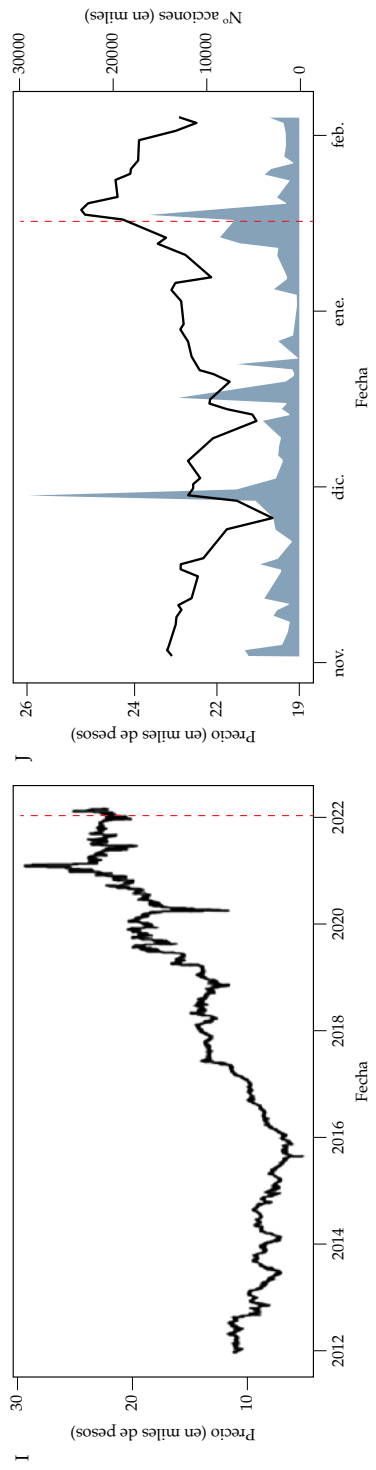 I
Precio (en miles de pesos)
30
20
10
2012
2014
2016
2018
2020
2022
Fecha
J
Precio (en miles de pesos)
26
24
22
19
nov.
dic.
ene.
feb.
Fecha
30000
20000
10000
0
Nº acciones (en miles)